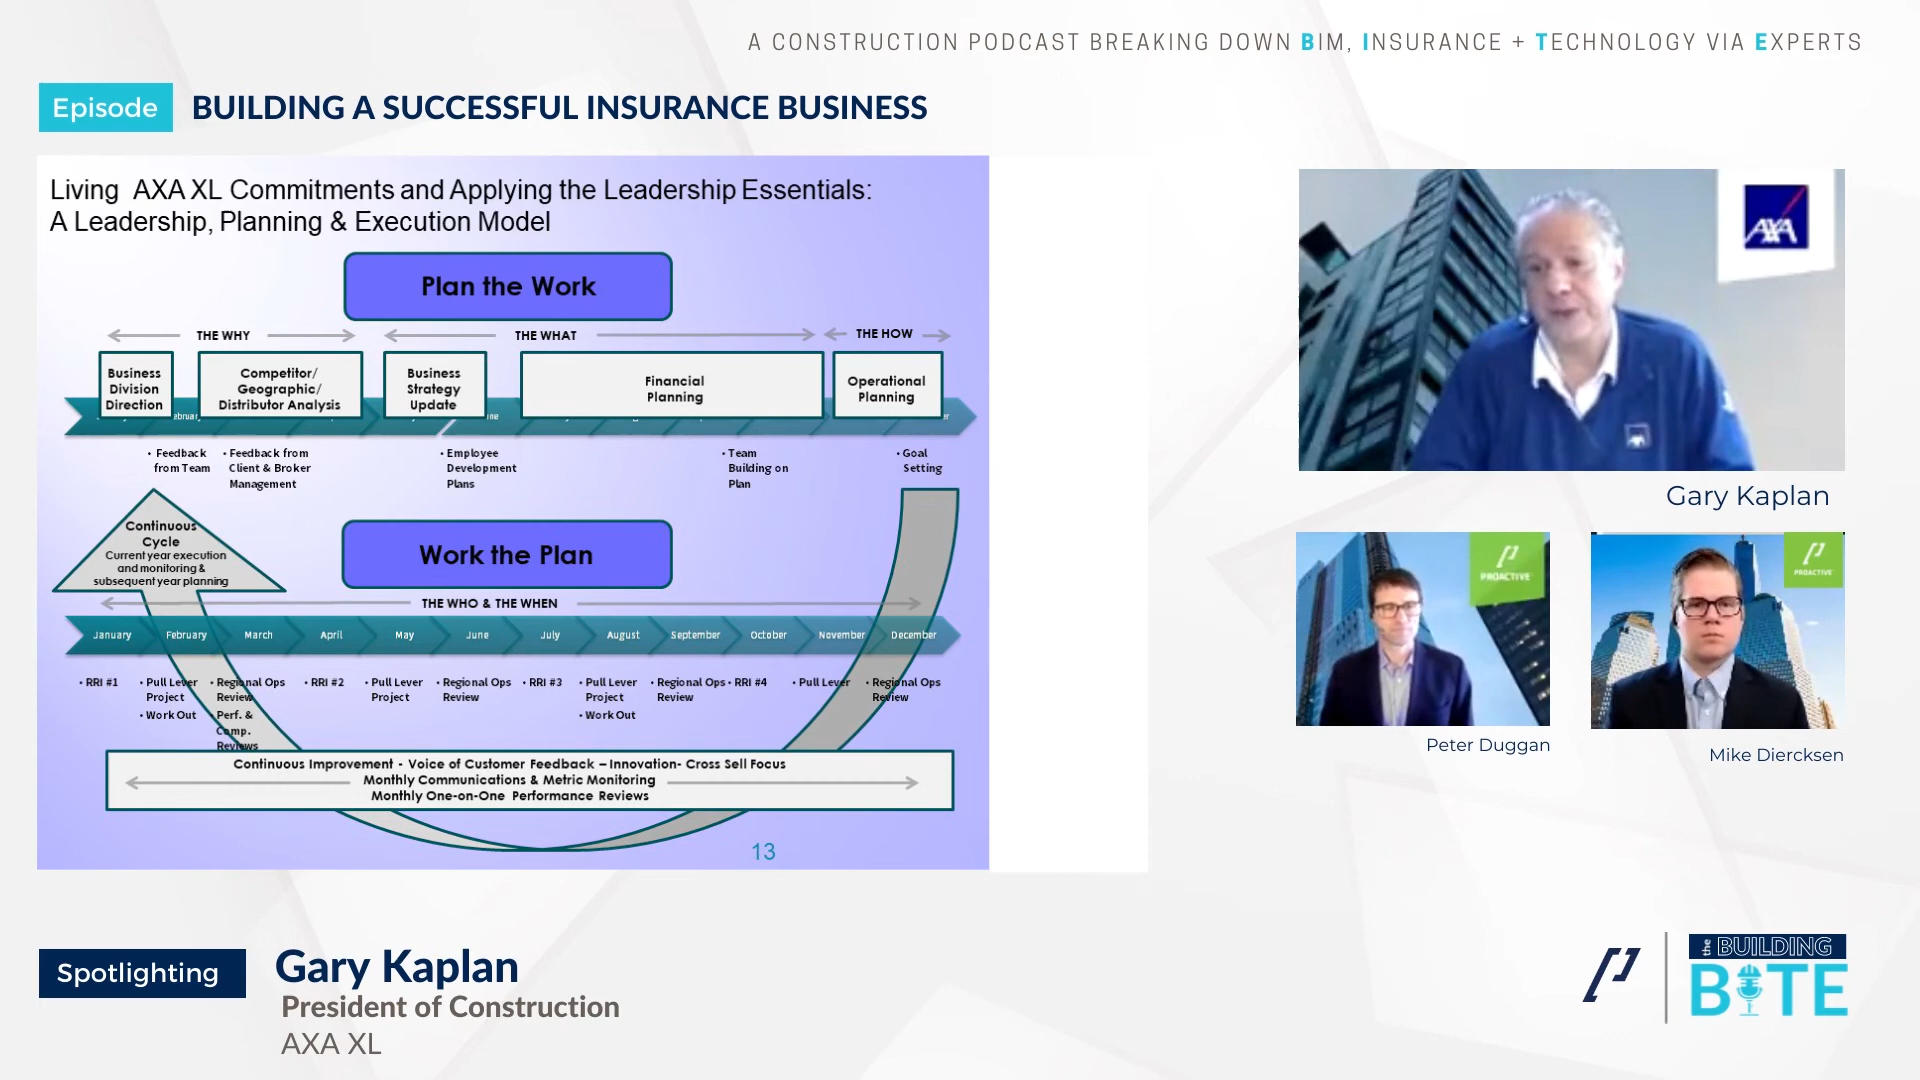 A CONSTRUCTION PODCAST BREAKING DOWN BIM, INSURANCE + TECHNOLOGY VIA EXPERTS
Episode
BUILDING A SUCCESSFUL INSURANCE BUSINESS
Living AXA XL Commitments and Applying the Leadership Essentials:
A Leadership, Planning & Execution Model
Plan the Work
THE WHY
THE WHAT
THE HOW
Business
Division
Direction
Competitor/
Geographic/
Distributor Analysis
Business
Strategy
Update
Financial
Planning
Operational
Planning
• Feedback
from Team
• Feedback from
Client & Broker
Management
• Employee
Development
Plans
• Team
Building on
Plan
• Goal
Setting
Continuous
Cycle
Current year execution
and monitoring &
subsequent year planning
Work the Plan
THE WHO & THE WHEN
January February March April May June July August September October November December
• RRI #1
• Pull Lever
Project
• Work Out
• Regional Ops
Review
• Perf. &
Comp.
Reviews
• RRI #2
• Pull Lever
Project
• Regional Ops
Review
• RRI #3
• Pull Lever
Project
• Work Out
• Regional Ops
Review
• RRI #4
• Pull Lever
• Regional Ops
Review
Continuous Improvement - Voice of Customer Feedback – Innovation- Cross Sell Focus
Monthly Communications & Metric Monitoring
Monthly One-on-One Performance Reviews
13
AXA
Gary Kaplan
PROACTIVE
Peter Duggan
PROACTIVE
Mike Diercksen
Spotlighting
Gary Kaplan
President of Construction
AXA XL
the BUILDING
BITE